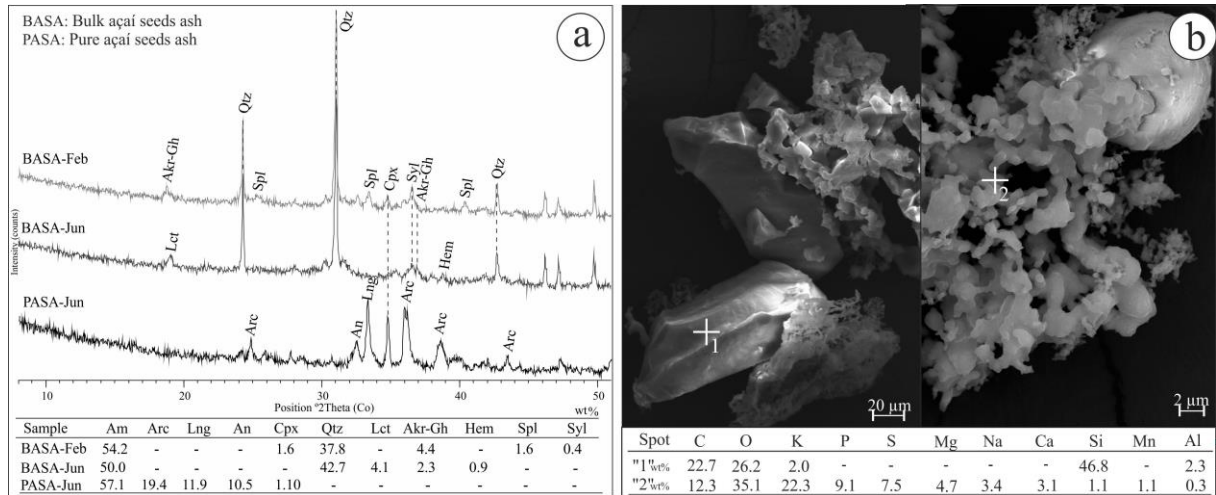 BASA: Bulk açaí seeds ash
PASA: Pure açaí seeds ash
a
Qtz
Qtz
BASA-Feb
Akr-Gh
Spl
Spl
Cpx
Syl
Akr-Gh
Spl
Qtz
Intensity (counts)
BASA-Jun
Lct
Hem
PASA-Jun
Arc
An
Lng
Arc
Arc
Arc
10 20 30 40 50
Position °2Theta (Co)
wt%
Sample Am Arc Lng An Cpx Qtz Lct Akr-Gh Hem Spl Syl
BASA-Feb 54.2 - - - 1.6 37.8 - 4.4 - 1.6 0.4
BASA-Jun 50.0 - - - - 42.7 4.1 2.3 0.9 - -
PASA-Jun 57.1 19.4 11.9 10.5 1.10 - - - - - -
b
1
2
20 µm
2 µm
Spot C O K P S Mg Na Ca Si Mn Al
"1"wt% 22.7 26.2 2.0 - - - - - 46.8 - 2.3
"2"wt% 12.3 35.1 22.3 9.1 7.5 4.7 3.4 3.1 1.1 1.1 0.3